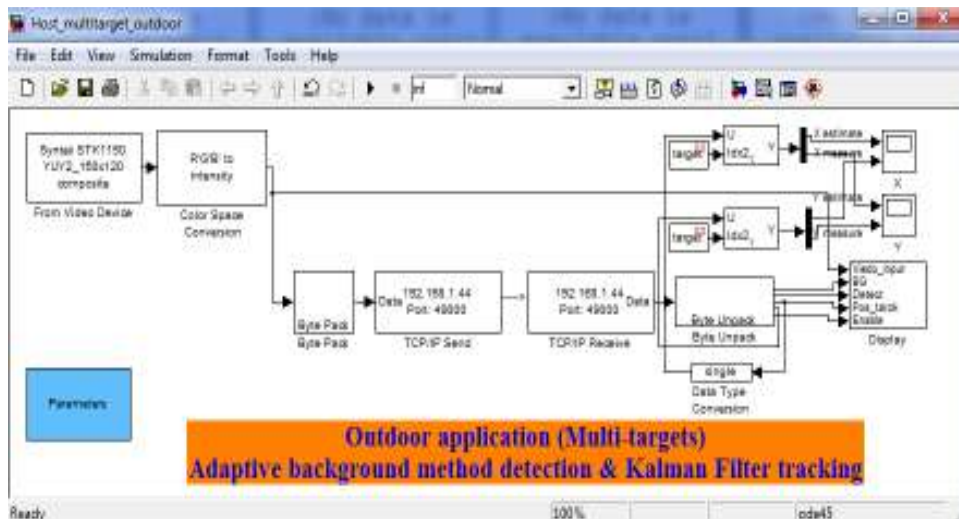 Host_multitarget_outdoor
File Edit View Simulation Format Tools Help
inf Normal
Syntek STK1150
YUY2_160x120
composite
From Video Device
R'G'B' to
intensity
Color Space
Conversion
target
U
Idx2
Y
X estimate
X measure
X
target
U
Idx2
Y
Y estimate
Y measure
Y
Byte Pack
Byte Pack
Data
192.168.1.44
Port: 49000
TCP/IP Send
192.168.1.44
Port: 49000
Data
TCP/IP Receive
Byte Unpack
Byte Unpack
BG
Detect
Enable
Display
single
Data Type
Conversion
Parameters
Outdoor application (Multi-targets)
Adaptive background method detection & Kalman Filter tracking
Ready 100% ode45